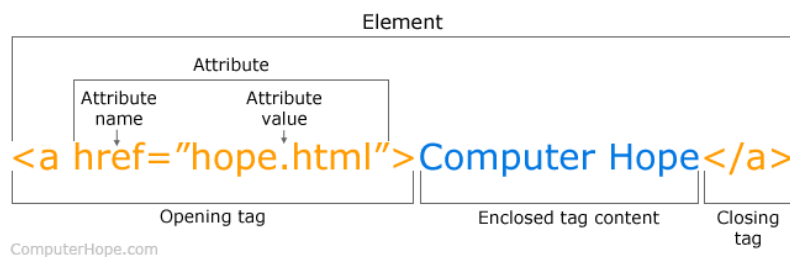 Element
Attribute
Attribute name
Attribute value
<a href=”hope.html”>Computer Hope</a>
Opening tag
Enclosed tag content
Closing tag
ComputerHope.com